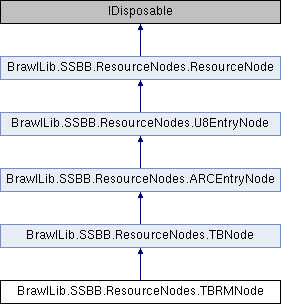 IDisposable
BrawlLib.SSBB.ResourceNodes.ResourceNode
BrawlLib.SSBB.ResourceNodes.U8EntryNode
BrawlLib.SSBB.ResourceNodes.ARCEntryNode
BrawlLib.SSBB.ResourceNodes.TBNode
BrawlLib.SSBB.ResourceNodes.TBRMNode